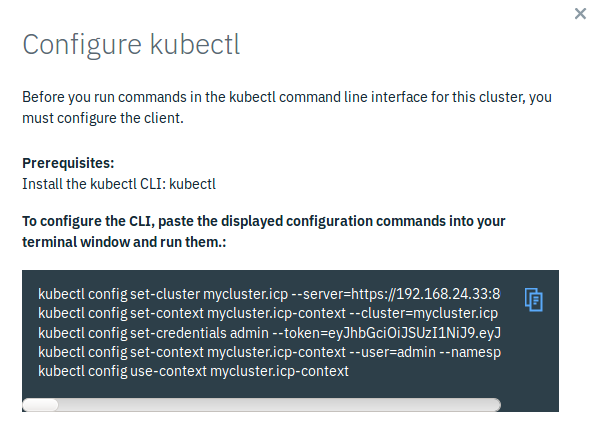 Configure kubectl
Before you run commands in the kubectl command line interface for this cluster, you
must configure the client.
Prerequisites:
Install the kubectl CLI: kubectl
To configure the CLI, paste the displayed configuration commands into your
terminal window and run them.:
kubectl config set-cluster mycluster.icp --server=https://192.168.24.33:8
kubectl config set-context mycluster.icp-context --cluster=mycluster.icp
kubectl config set-credentials admin --token=eyJhbGciOiJSUzI1NiJ9.eyJ
kubectl config set-context mycluster.icp-context --user=admin --namesp
kubectl config use-context mycluster.icp-context